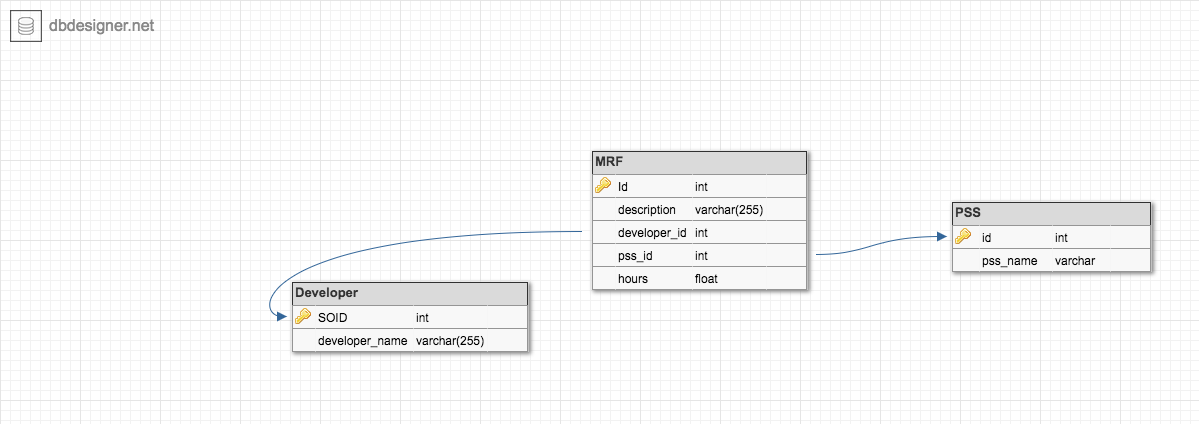 dbdesigner.net
MRF
Id int
description varchar(255)
developer_id int
pss_id int
hours float
PSS
id int
pss_name varchar
Developer
SOID int
developer_name varchar(255)